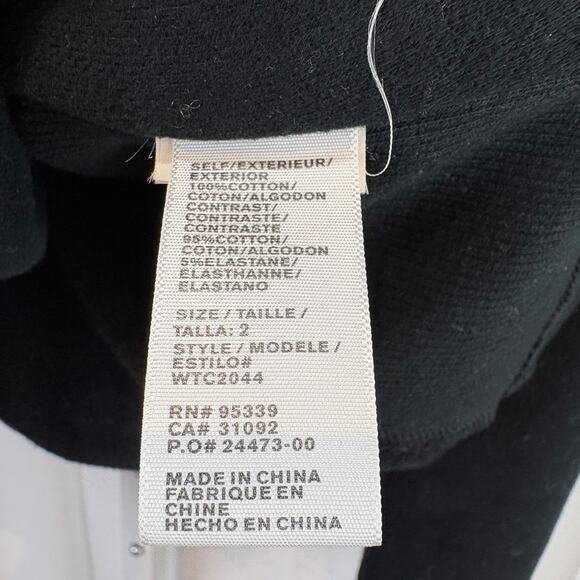 SELF/EXTERIEUR/
EXTERIOR
100%COTTON/
COTON/ALGODON
CONTRAST/
CONTRASTE/
CONTRASTE
95%COTTON/
COTON/ALGODON
5%ELASTANE/
ELASTHANNE/
ELASTANO
SIZE / TAILLE /
TALLA: 2
STYLE / MODELE /
ESTILO#
WTC2044
RN# 95339
CA# 31092
P.O# 24473-00
MADE IN CHINA
FABRIQUE EN
CHINE
HECHO EN CHINA